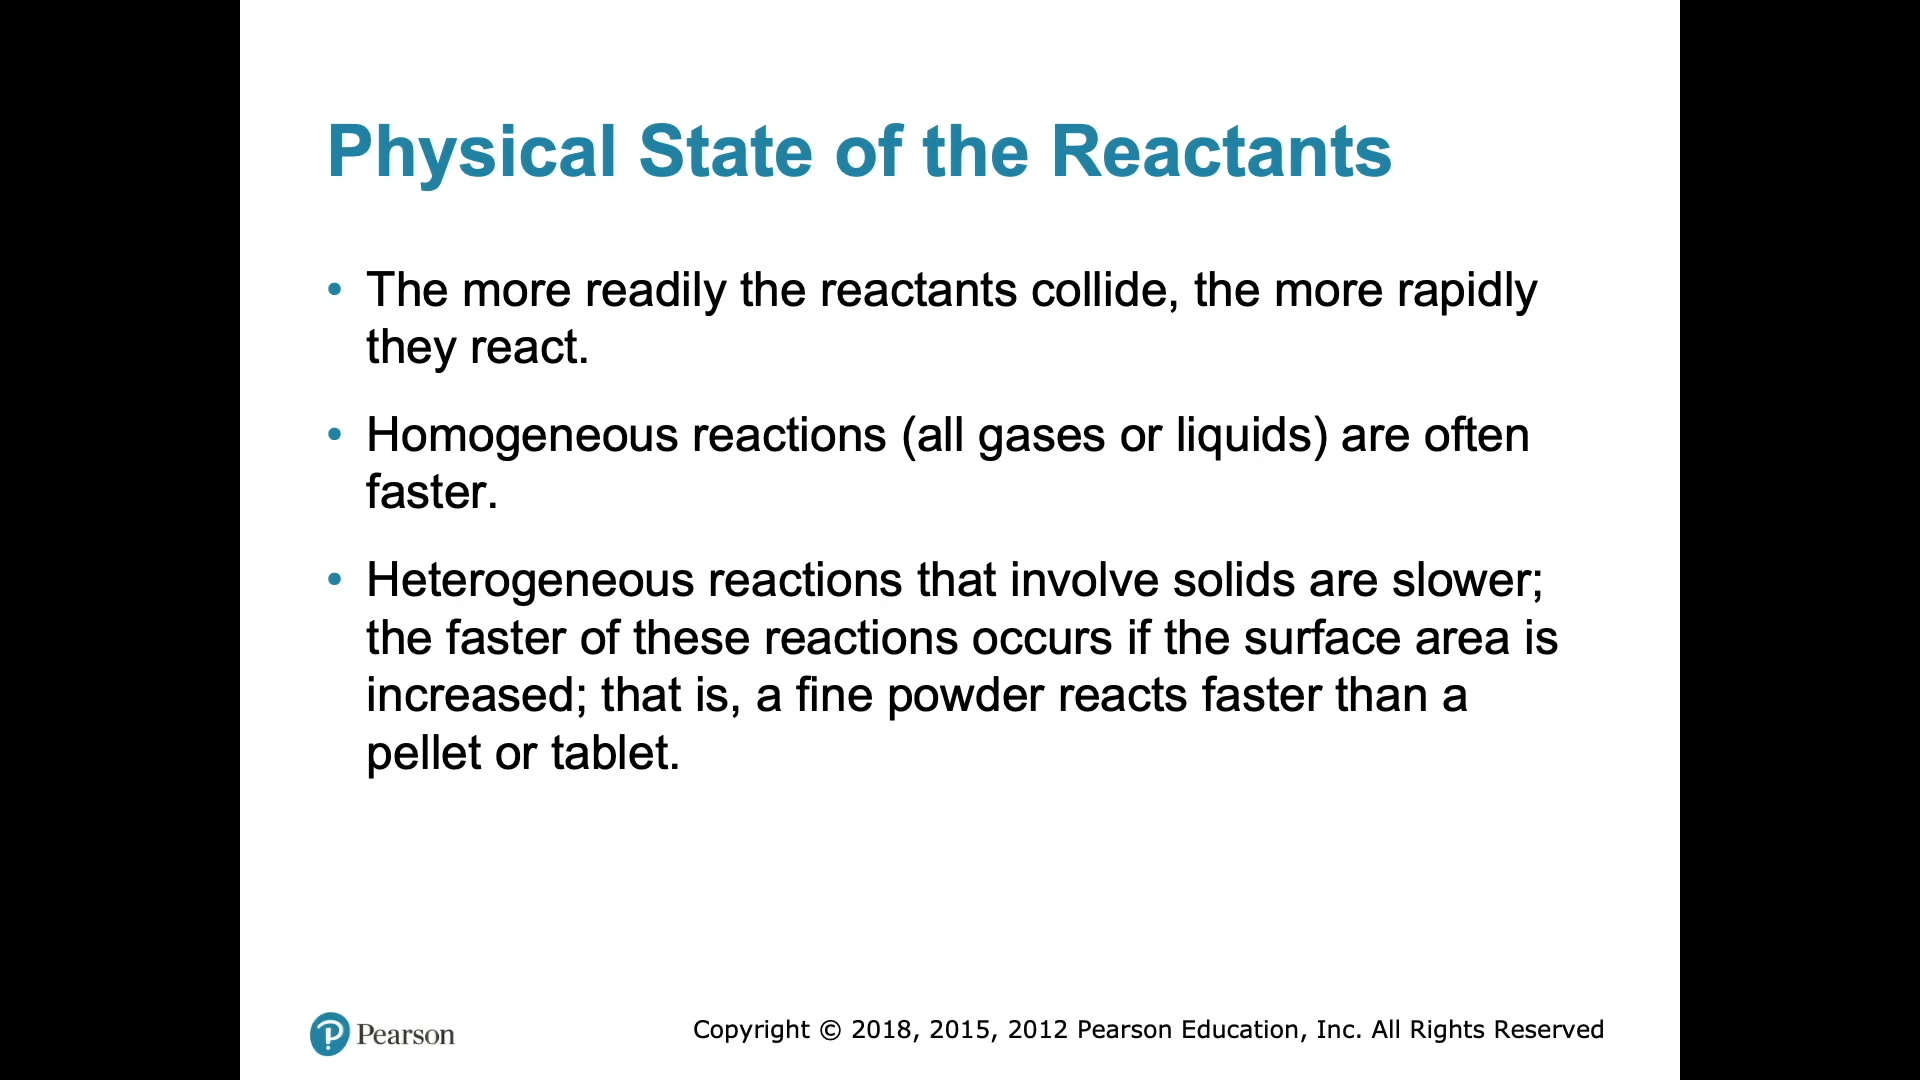 Physical State of the Reactants
• The more readily the reactants collide, the more rapidly
they react.
• Homogeneous reactions (all gases or liquids) are often
faster.
• Heterogeneous reactions that involve solids are slower;
the faster of these reactions occurs if the surface area is
increased; that is, a fine powder reacts faster than a
pellet or tablet.
Pearson
Copyright © 2018, 2015, 2012 Pearson Education, Inc. All Rights Reserved